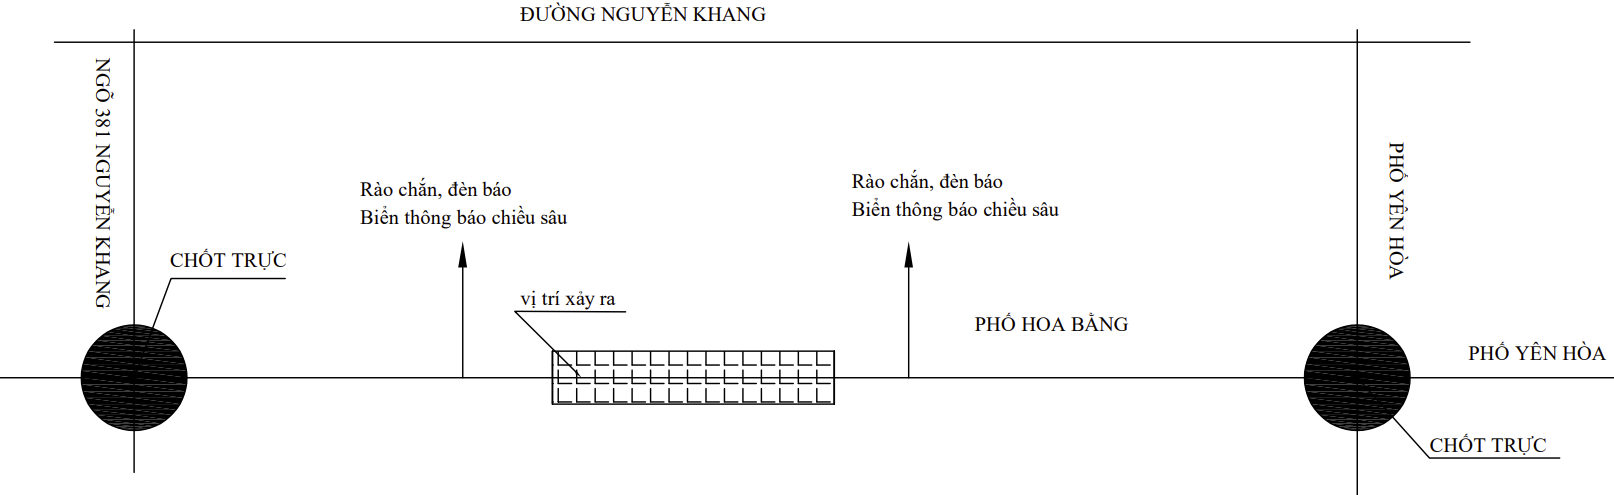 ĐƯỜNG NGUYỄN KHANG
NGÕ 381 NGUYỄN KHANG
PHỐ YÊN HÒA
Rào chắn, đèn báo
Biển thông báo chiều sâu
Rào chắn, đèn báo
Biển thông báo chiều sâu
CHỐT TRỰC
vị trí xảy ra
PHỐ HOA BẰNG
PHỐ YÊN HÒA
CHỐT TRỰC